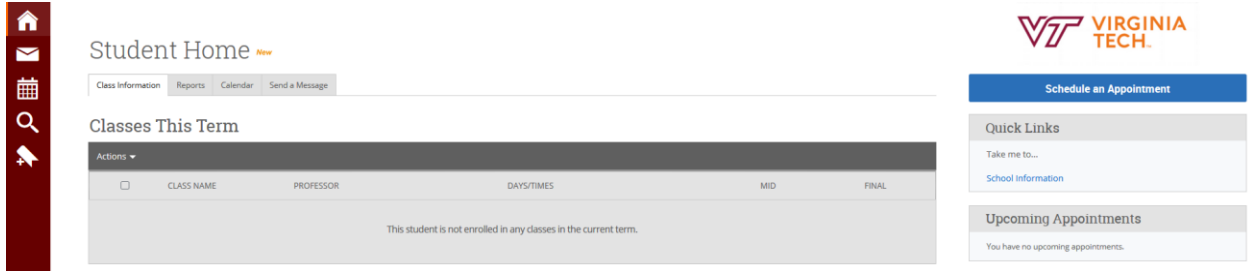 Student Home New
Class Information Reports Calendar Send a Message
Classes This Term
Actions
CLASS NAME PROFESSOR DAYS/TIMES MID FINAL
This student is not enrolled in any classes in the current term.
VT VIRGINIA
TECH
Schedule an Appointment
Quick Links
Take me to...
School Information
Upcoming Appointments
You have no upcoming appointments.